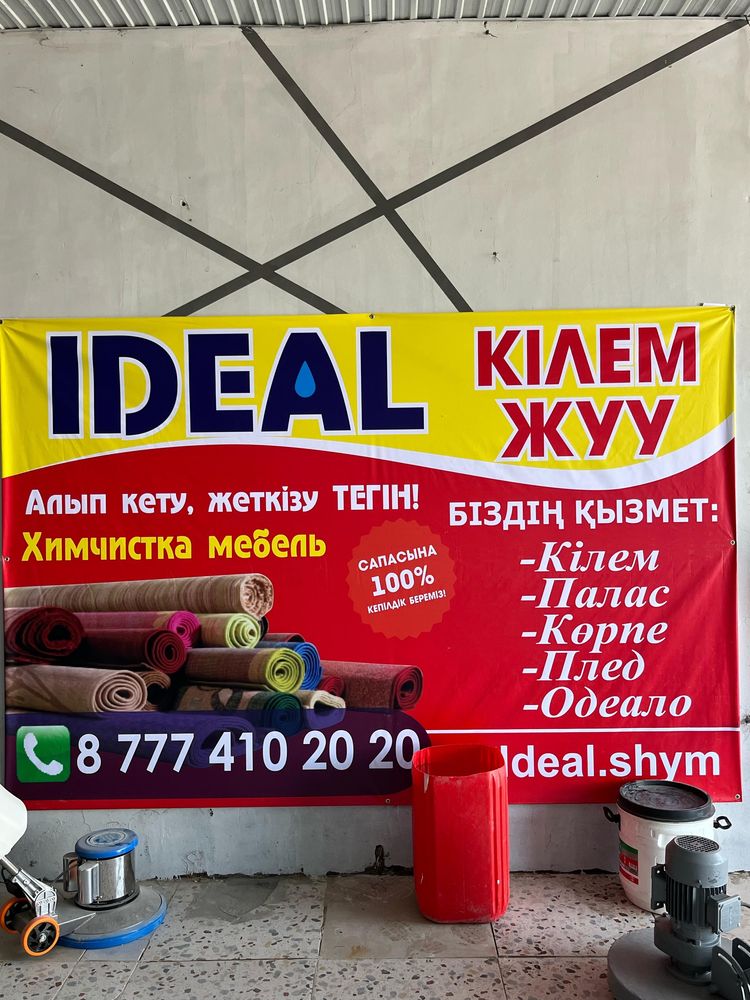 IDEAL
КІЛЕМ
ЖУУ
Алып кету, жеткізу ТЕГІН!
Химчистка мебель
САПАСЫНА
100%
КЕПІЛДІК БЕРЕМІЗ!
БІЗДІҢ ҚЫЗМЕТ:
-Кілем
-Палас
-Көрпе
-Плед
-Одеало
8 777 410 20 20
Ideal.shym